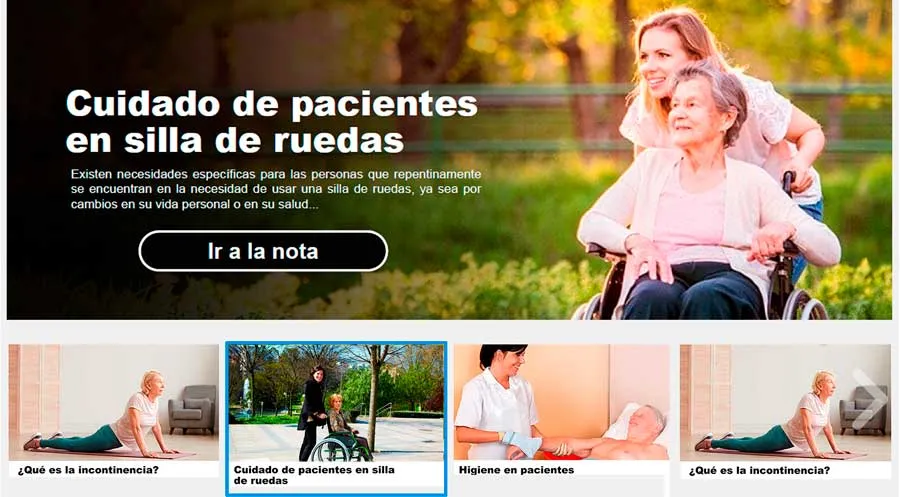 Cuidado de pacientes
en silla de ruedas
Existen necesidades específicas para las personas que repentinamente
se encuentran en la necesidad de usar una silla de ruedas, ya sea por
cambios en su vida personal o en su salud...
Ir a la nota
¿Qué es la incontinencia?
Cuidado de pacientes en silla
de ruedas
Higiene en pacientes
¿Qué es la incontinencia?